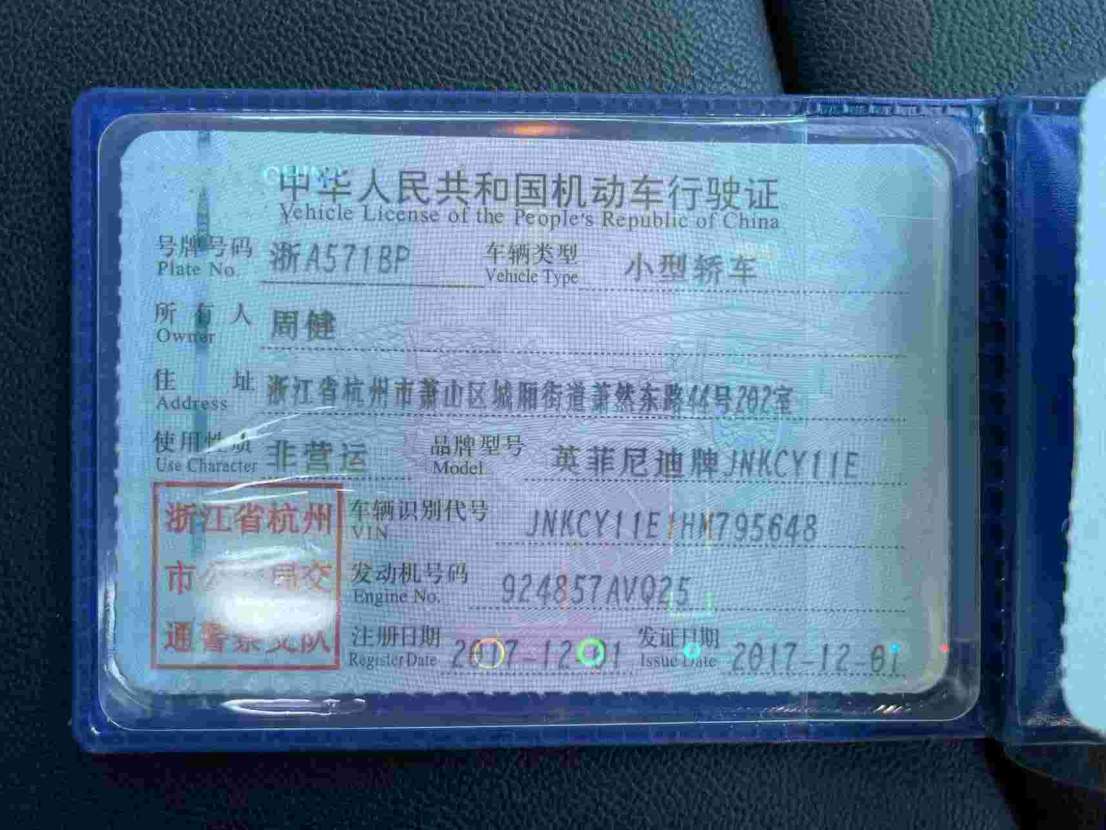 中华人民共和国机动车行驶证
Vehicle License of the People's Republic of China
号牌号码 浙A571BP 车辆类型 小型轿车
Plate No. Vehicle Type
所有人 周健
Owner
住址 浙江省杭州市萧山区城厢街道萧然东路44号202室
Address
使用性质 非营运 品牌型号 英菲尼迪牌JNKCY11E
Use Character Model
浙江省杭州 车辆识别代号 JNKCY11E1HM795648
VIN
市公 局交 发动机号码 924857AVQ25
Engine No.
通警察支队 注册日期 2017-12-01 发证日期 2017-12-01
Register Date Issue Date